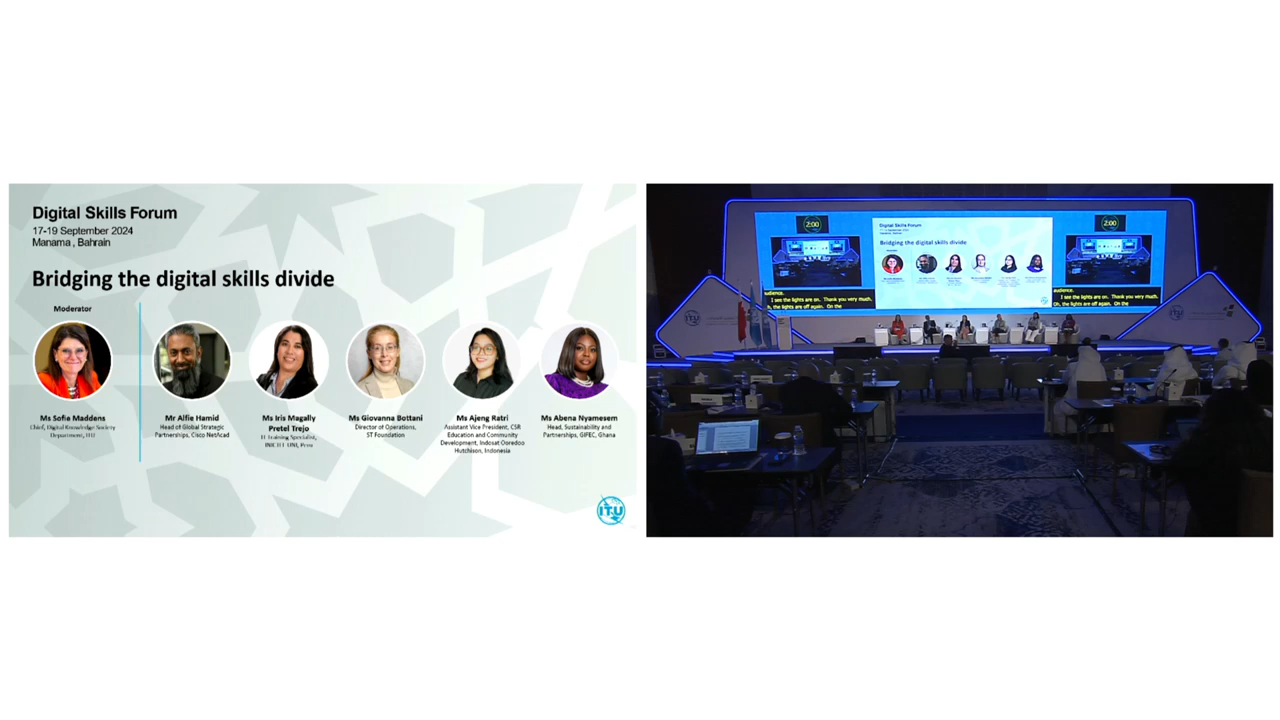 Digital Skills Forum
17-19 September 2024
Manama , Bahrain
Bridging the digital skills divide
Moderator
Ms Sofia Maddens
Chief, Digital Knowledge Society
Department, ITU
Mr Alfie Hamid
Head of Global Strategic
Partnerships, Cisco NetAcad
Ms Iris Magally
Pretel Trejo
IT Training Specialist,
INICTEL-UNI, Peru
Ms Giovanna Bottani
Director of Operations,
ST Foundation
Ms Ajeng Ratri
Assistant Vice President, CSR
Education and Community
Development, Indosat Ooredoo
Hutchison, Indonesia
Ms Abena Nyamesem
Head, Sustainability and
Partnerships, GIFEC, Ghana
ITU
2:00
Digital Skills Forum
Bridging the digital skills divide
2:00
audience.
I see the lights are on. Thank you very much.
Oh, the lights are off again. On the
audience.
I see the lights are on. Thank you very much.
Oh, the lights are off again. On the
ITU
ITU